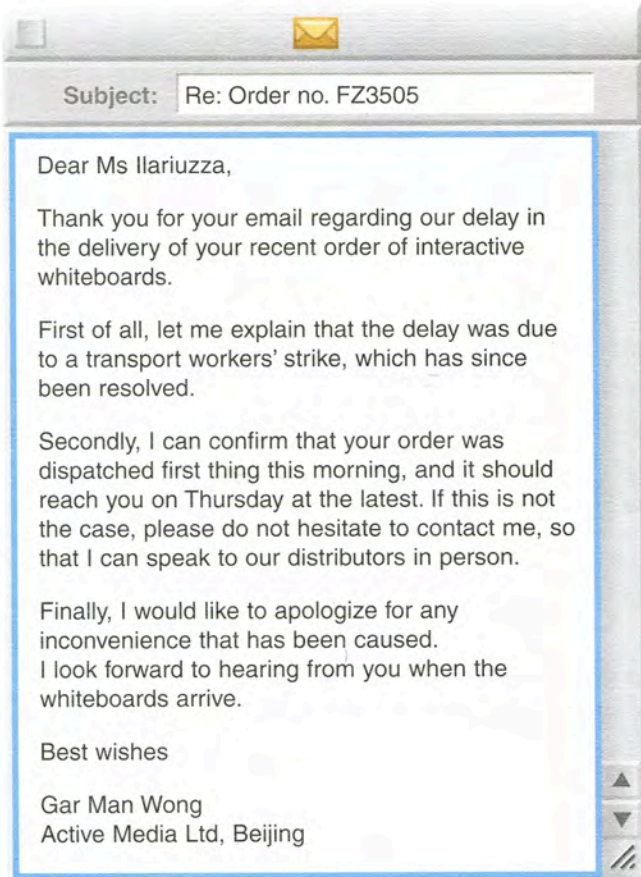 Subject: Re: Order no. FZ3505
Dear Ms Ilariuzza,
Thank you for your email regarding our delay in
the delivery of your recent order of interactive
whiteboards.
First of all, let me explain that the delay was due
to a transport workers' strike, which has since
been resolved.
Secondly, I can confirm that your order was
dispatched first thing this morning, and it should
reach you on Thursday at the latest. If this is not
the case, please do not hesitate to contact me, so
that I can speak to our distributors in person.
Finally, I would like to apologize for any
inconvenience that has been caused.
I look forward to hearing from you when the
whiteboards arrive.
Best wishes
Gar Man Wong
Active Media Ltd, Beijing